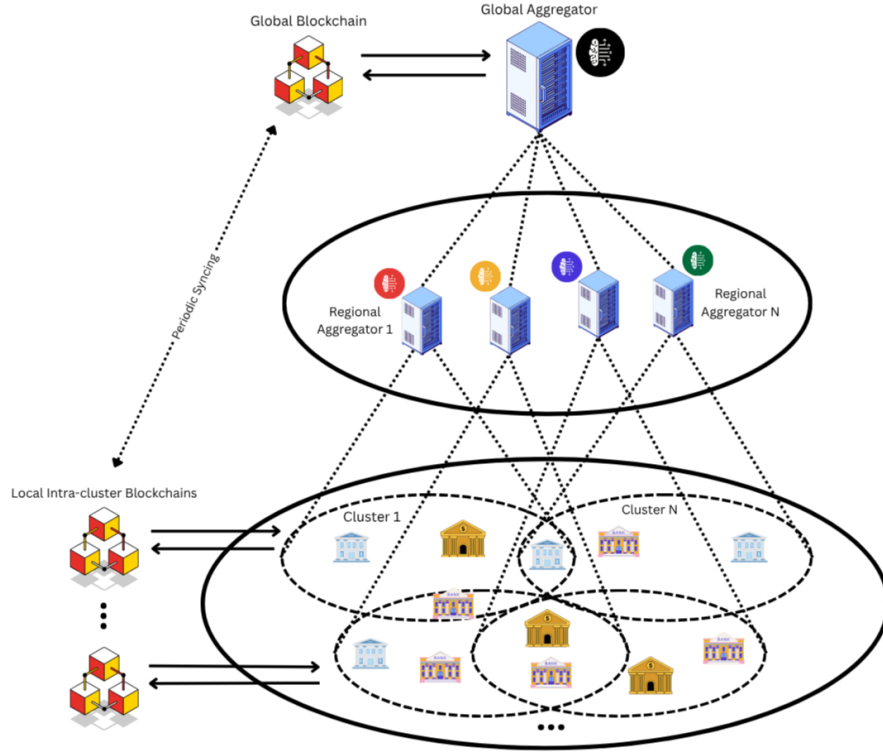 Global Aggregator
Global Blockchain
Regional
Aggregator 1
Regional
Aggregator N
Periodic Syncing
Local Intra-cluster Blockchains
Cluster 1
Cluster N